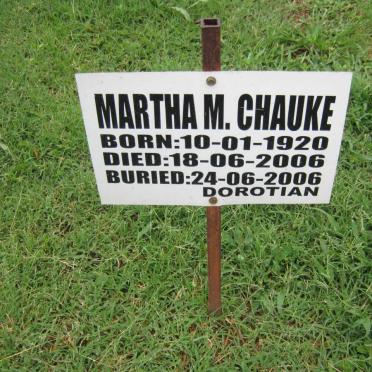 MARTHA M. CHAUKE
BORN:10-01-1920
DIED:18-06-2006
BURIED:24-06-2006
DOROTIAN